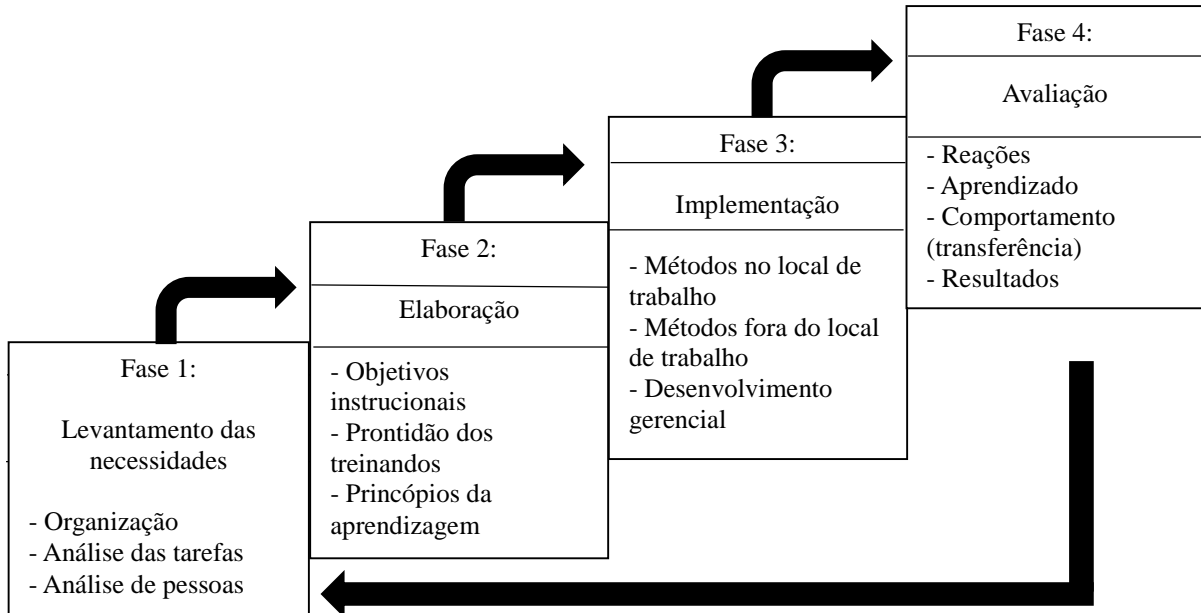 Fase 1:
Levantamento das
necessidades
- Organização
- Análise das tarefas
- Análise de pessoas
Fase 2:
Elaboração
- Objetivos
instrucionais
- Prontidão dos
treinandos
- Princópios da
aprendizagem
Fase 3:
Implementação
- Métodos no local de
trabalho
- Métodos fora do local
de trabalho
- Desenvolvimento
gerencial
Fase 4:
Avaliação
- Reações
- Aprendizado
- Comportamento
(transferência)
- Resultados